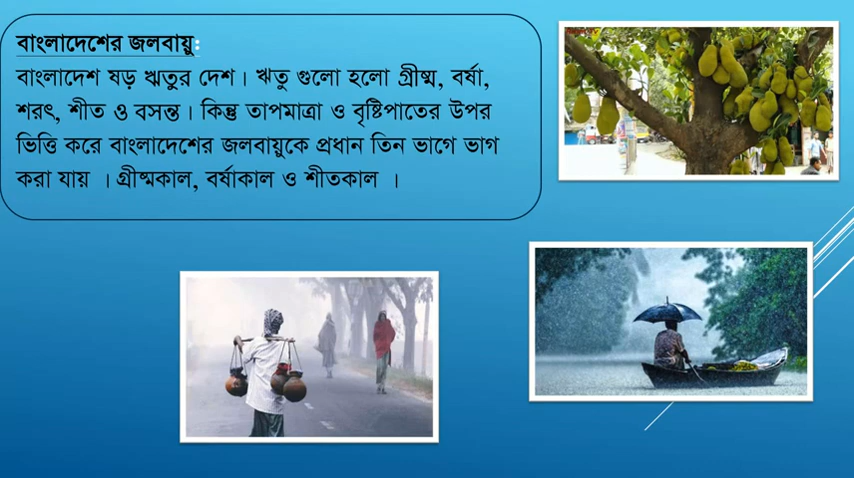 বাংলাদেশের জলবায়ু:
বাংলাদেশ ষড় ঋতুর দেশ। ঋতু গুলো হলো গ্রীষ্ম, বর্ষা,
শরৎ, শীত ও বসন্ত। কিন্তু তাপমাত্রা ও বৃষ্টিপাতের উপর
ভিত্তি করে বাংলাদেশের জলবায়ুকে প্রধান তিন ভাগে ভাগ
করা যায় । গ্রীষ্মকাল, বর্ষাকাল ও শীতকাল ।